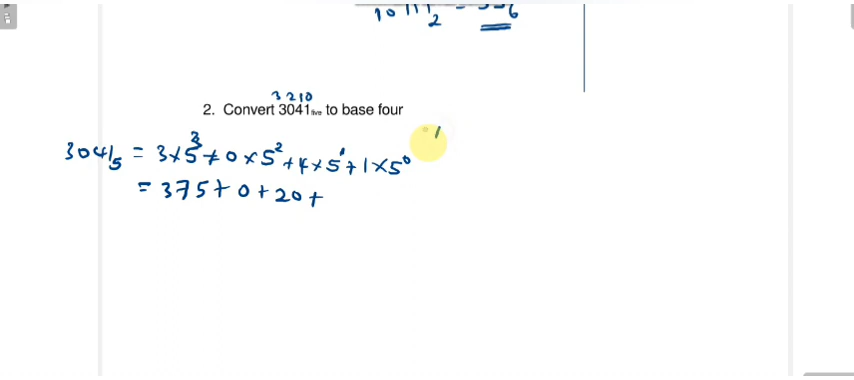 1011₂ = 
3 2 1 0
2. Convert 3041five to base four
3041₅ = 3×5³+0×5²+4×5¹+1×5⁰
= 375+0+20+